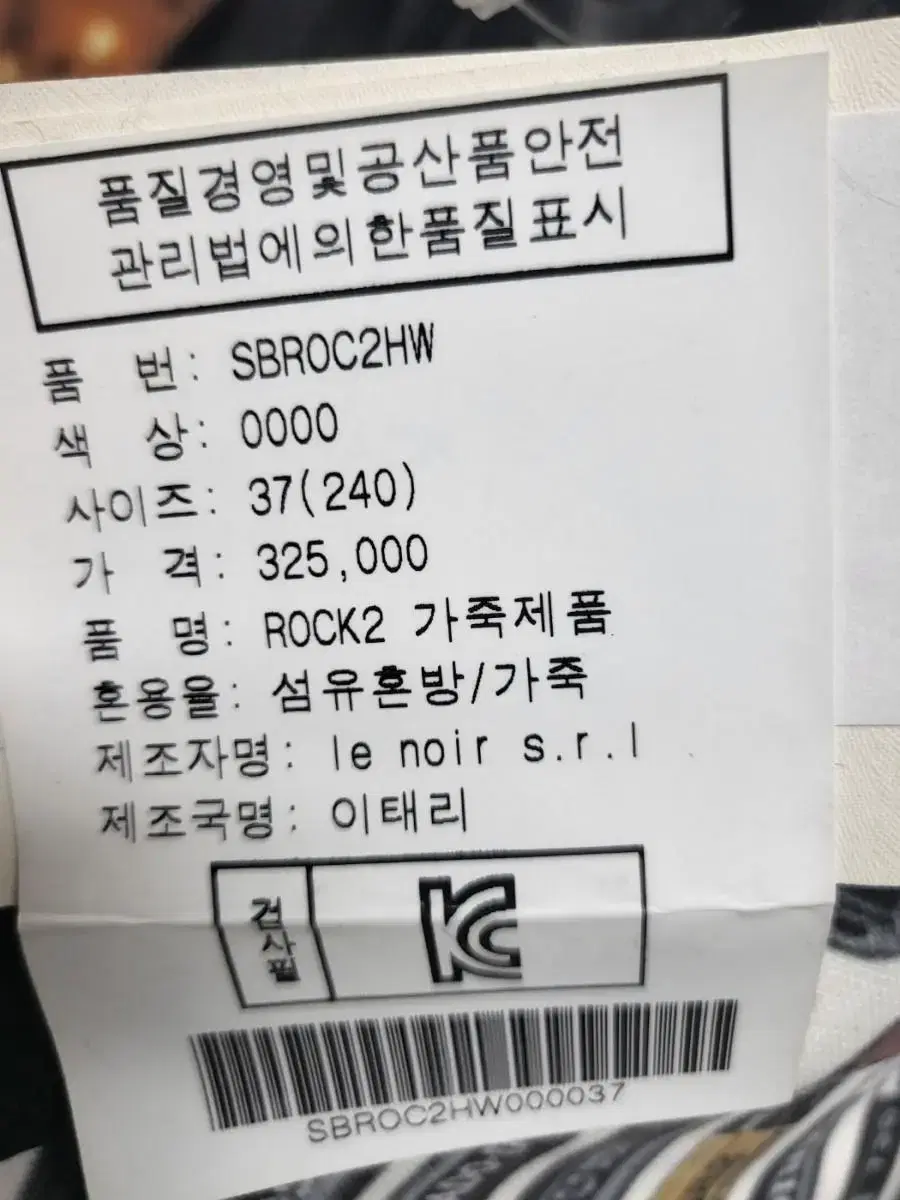 품질경영및공산품안전
관리법에의한품질표시
품 번: SBROC2HW
색 상: 0000
사이즈: 37(240)
가 격: 325,000
품 명: ROCK2 가죽제품
혼용율: 섬유혼방/가죽
제조자명: le noir s.r.l
제조국명: 이태리
검사필
KC
SBROC2HW000037